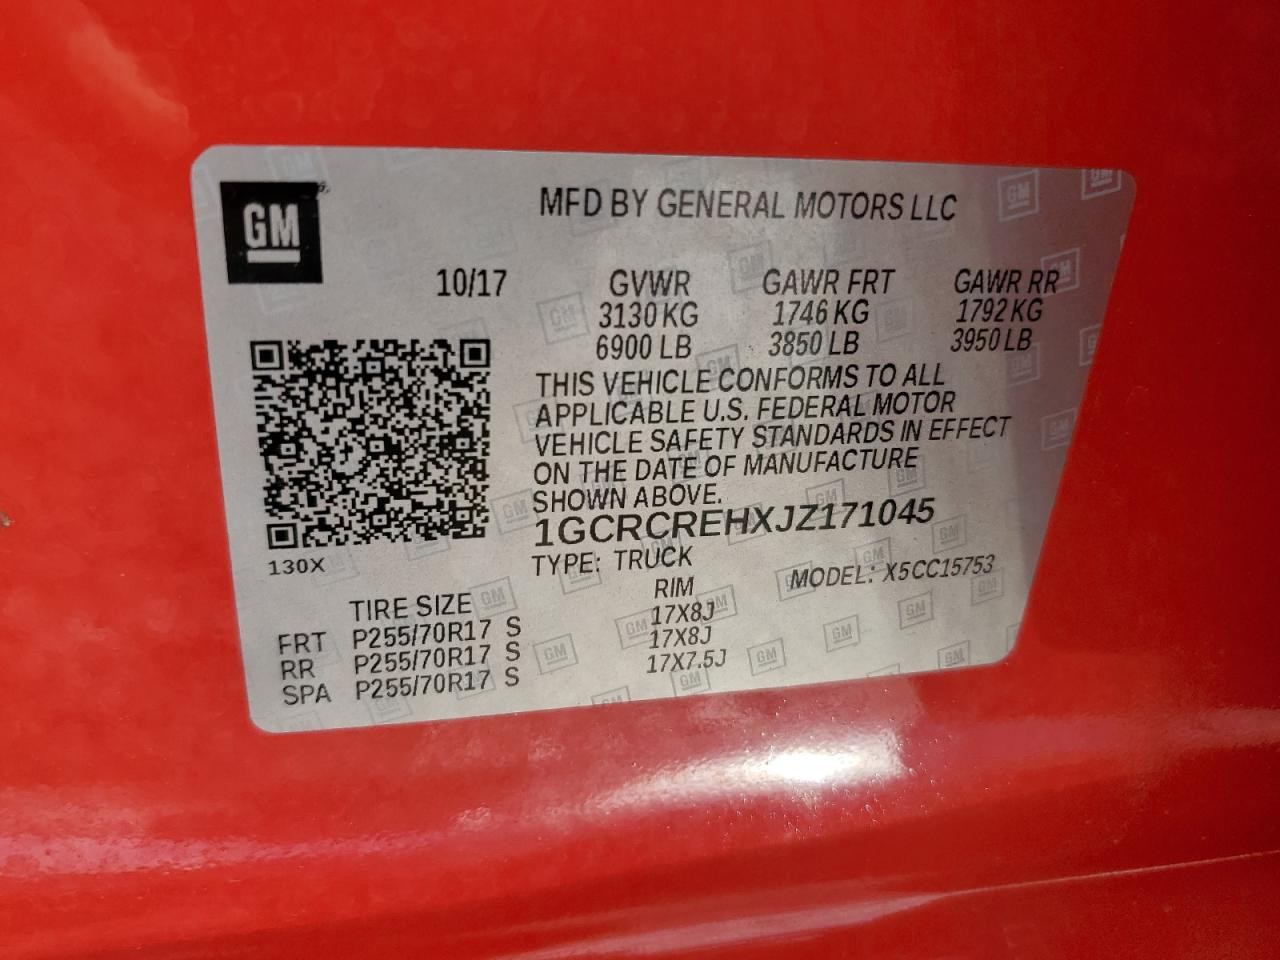 GM
MFD BY GENERAL MOTORS LLC
10/17 GVWR GAWR FRT GAWR RR
3130 KG 1746 KG 1792 KG
6900 LB 3850 LB 3950 LB
THIS VEHICLE CONFORMS TO ALL
APPLICABLE U.S. FEDERAL MOTOR
VEHICLE SAFETY STANDARDS IN EFFECT
ON THE DATE OF MANUFACTURE
SHOWN ABOVE.
1GCRCREHXJZ171045
130X
TYPE: TRUCK MODEL: X5CC15753
TIRE SIZE RIM
FRT P255/70R17 S 17X8J
RR P255/70R17 S 17X8J
SPA P255/70R17 S 17X7.5J